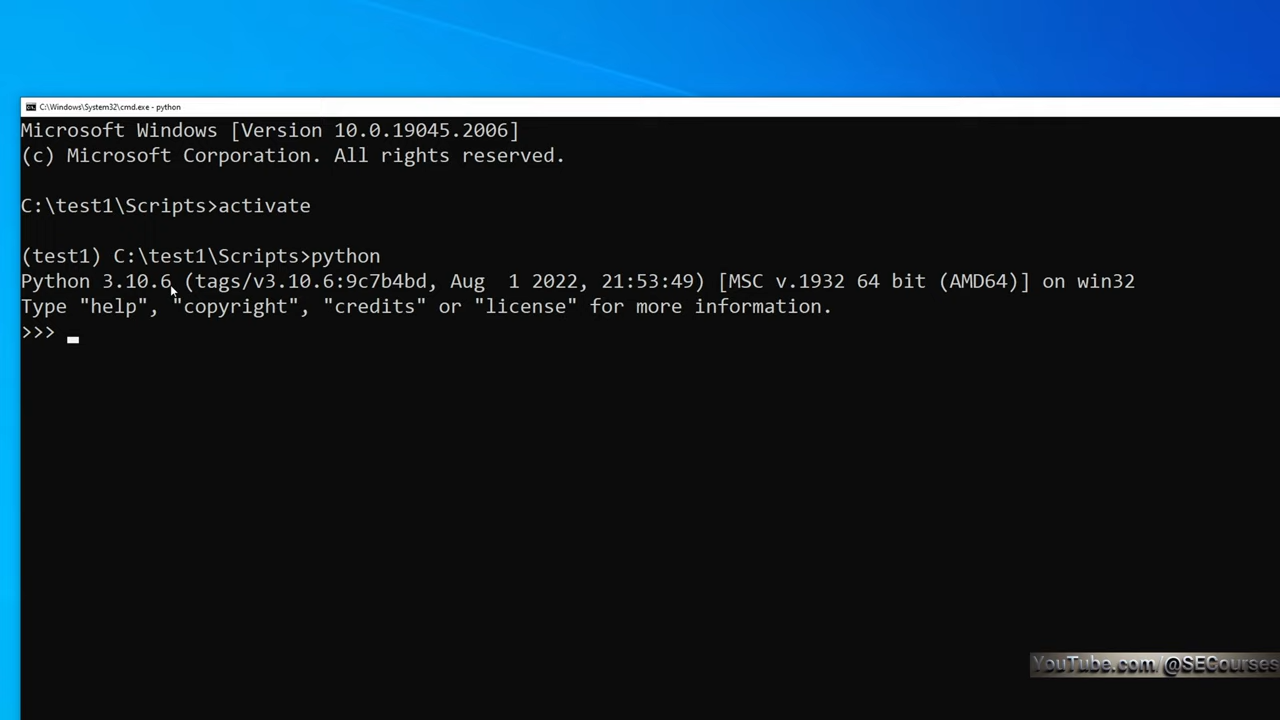 C:\Windows\System32\cmd.exe - python
Microsoft Windows [Version 10.0.19045.2006]
(c) Microsoft Corporation. All rights reserved.
C:\test1\Scripts>activate
(test1) C:\test1\Scripts>python
Python 3.10.6 (tags/v3.10.6:9c7b4bd, Aug  1 2022, 21:53:49) [MSC v.1932 64 bit (AMD64)] on win32
Type "help", "copyright", "credits" or "license" for more information.
>>>
YouTube.com/@SECourses